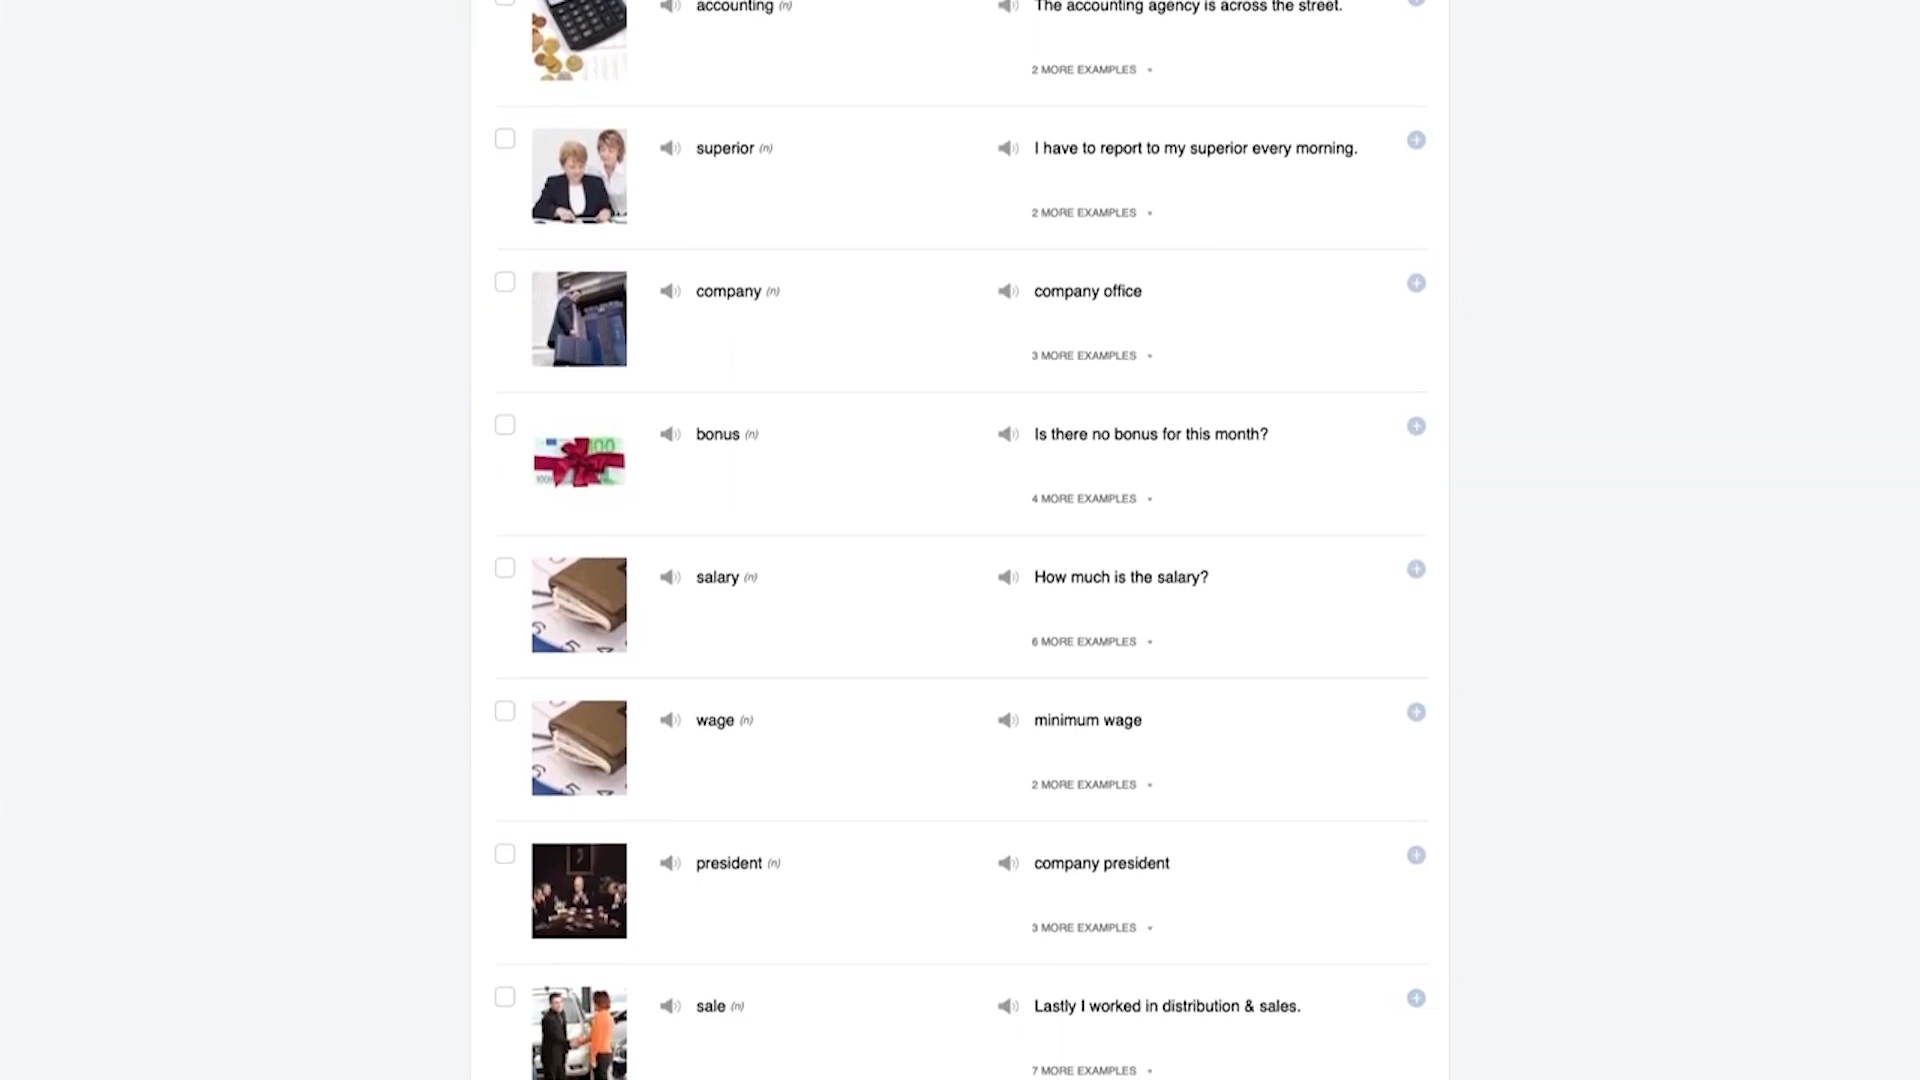 accounting (n) The accounting agency is across the street.
2 MORE EXAMPLES
superior (n) I have to report to my superior every morning.
2 MORE EXAMPLES
company (n) company office
3 MORE EXAMPLES
bonus (n) Is there no bonus for this month?
4 MORE EXAMPLES
salary (n) How much is the salary?
6 MORE EXAMPLES
wage (n) minimum wage
2 MORE EXAMPLES
president (n) company president
3 MORE EXAMPLES
sale (n) Lastly I worked in distribution & sales.
7 MORE EXAMPLES